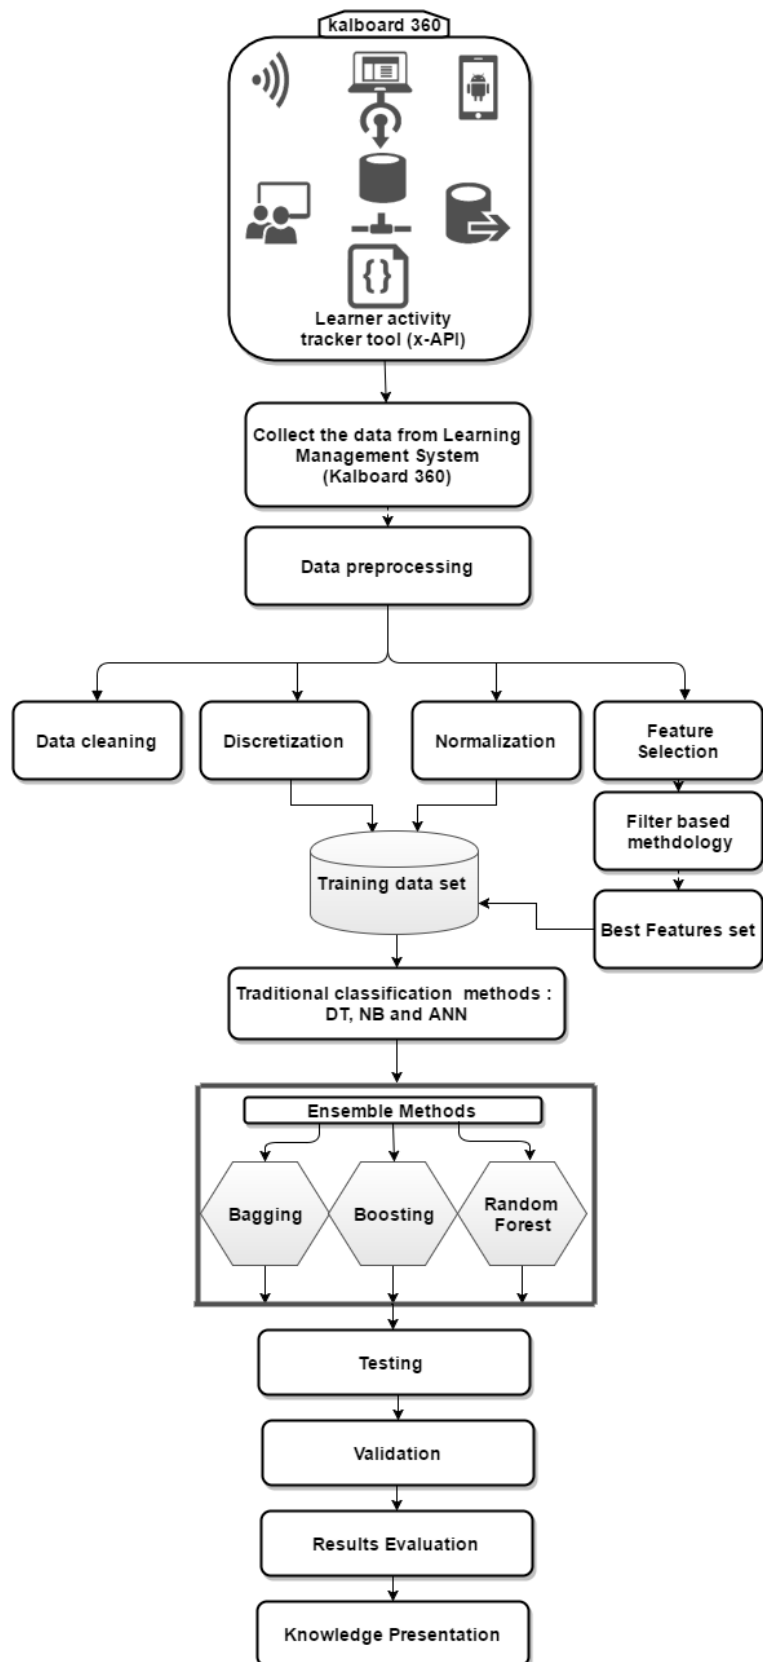 kalboard 360
Learner activity
tracker tool (x-API)
Collect the data from Learning
Management System
(Kalboard 360)
Data preprocessing
Data cleaning
Discretization
Normalization
Feature
Selection
Filter based
methdology
Training data set
Best Features set
Traditional classification methods :
DT, NB and ANN
Ensemble Methods
Bagging
Boosting
Random
Forest
Testing
Validation
Results Evaluation
Knowledge Presentation